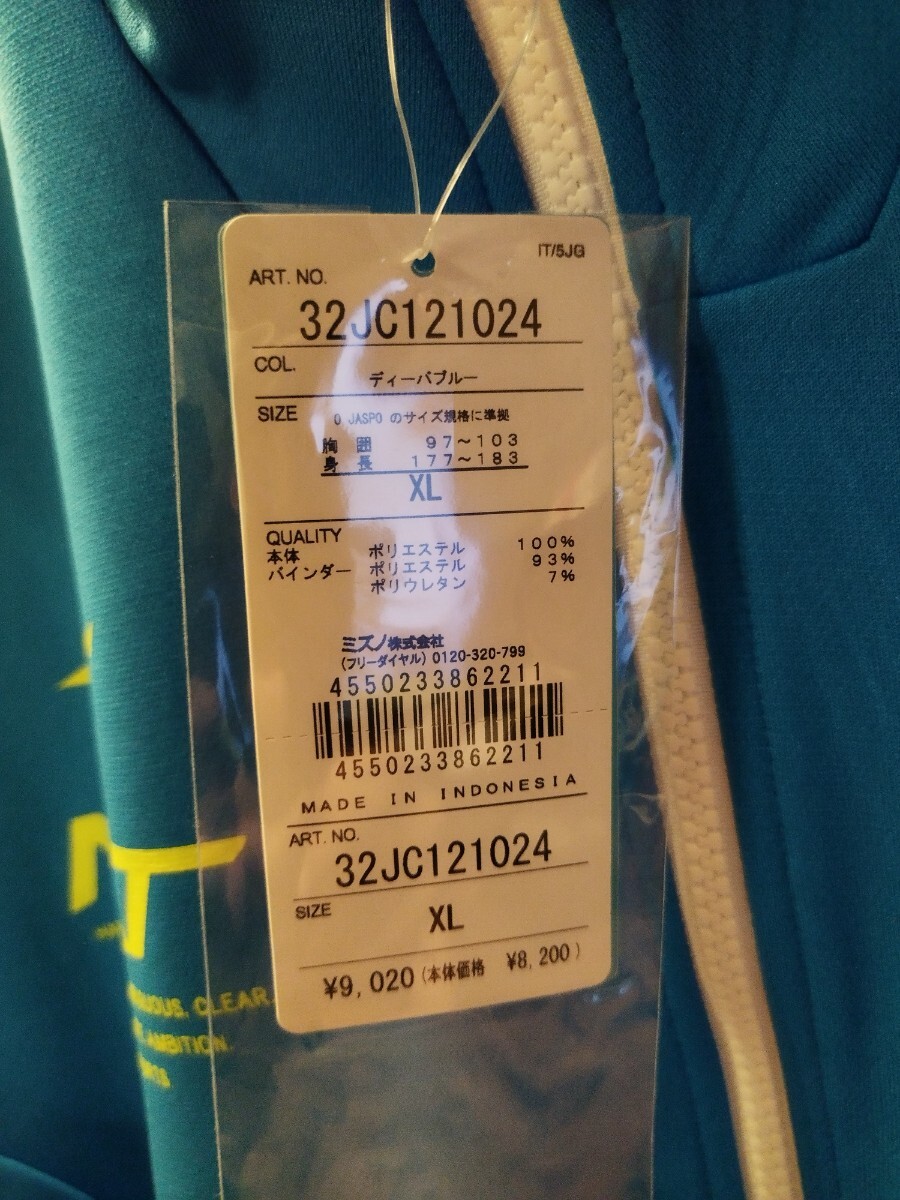 IT/5JG
ART. NO.
32JC121024
COL.
ディーバブルー
SIZE
O JASPO のサイズ規格に準拠
胸 囲 97～103
身 長 177～183
XL
QUALITY
本体 ポリエステル 100%
バインダー ポリエステル 93%
ポリウレタン 7%
ミズノ株式会社
(フリーダイヤル) 0120-320-799
4550233862211
4550233862211
MADE IN INDONESIA
ART. NO.
32JC121024
SIZE
XL
¥9,020 (本体価格 ¥8,200)
CLEAR.
AMBITION.